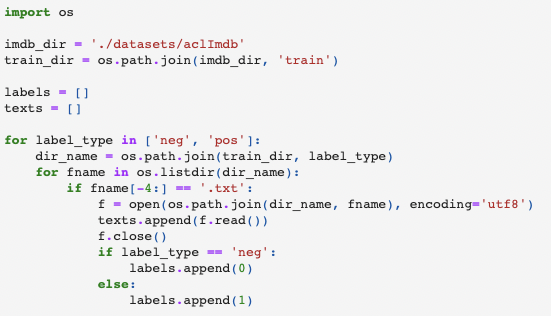 import os

imdb_dir = './datasets/aclImdb'
train_dir = os.path.join(imdb_dir, 'train')

labels = []
texts = []

for label_type in ['neg', 'pos']:
    dir_name = os.path.join(train_dir, label_type)
    for fname in os.listdir(dir_name):
        if fname[-4:] == '.txt':
            f = open(os.path.join(dir_name, fname), encoding='utf8')
            texts.append(f.read())
            f.close()
            if label_type == 'neg':
                labels.append(0)
            else:
                labels.append(1)